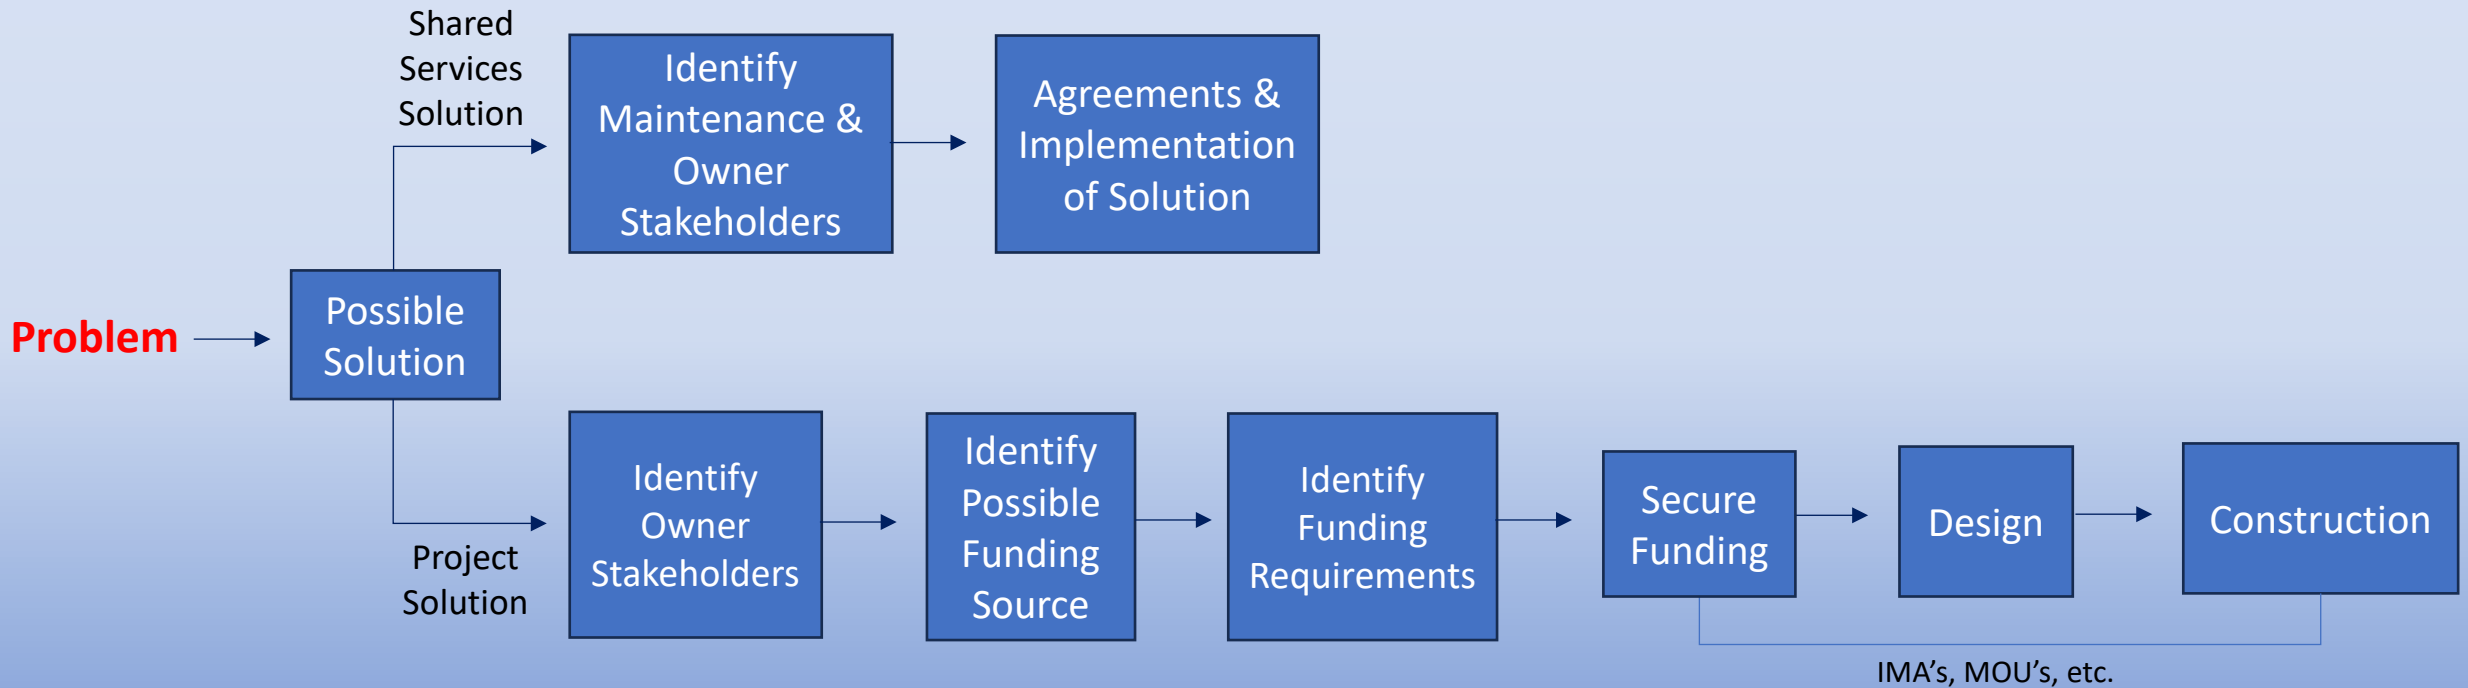 Shared
Services
Solution
Identify
Maintenance &
Owner
Stakeholders
Agreements &
Implementation
of Solution
Problem
Possible
Solution
Project
Solution
Identify
Owner
Stakeholders
Identify
Possible
Funding
Source
Identify
Funding
Requirements
Secure
Funding
Design
Construction
IMA’s, MOU’s, etc.